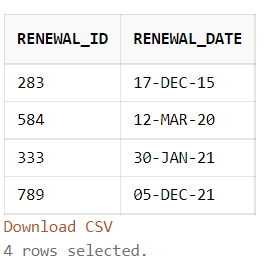 RENEWAL_ID RENEWAL_DATE
283 17-DEC-15
584 12-MAR-20
333 30-JAN-21
789 05-DEC-21
Download CSV
4 rows selected.